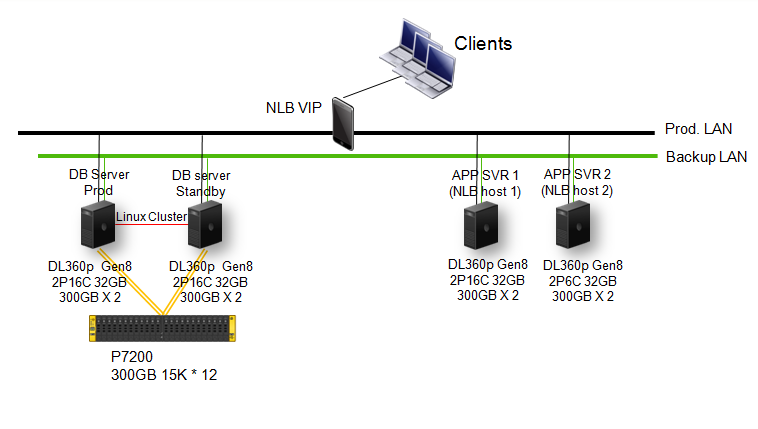 Clients
NLB VIP
Prod. LAN
Backup LAN
DB Server
Prod
DB server
Standby
APP SVR 1
(NLB host 1)
APP SVR 2
(NLB host 2)
Linux Cluster
DL360p Gen8
2P16C 32GB
300GB X 2
DL360p Gen8
2P16C 32GB
300GB X 2
DL360p Gen8
2P6C 32GB
300GB X 2
DL360p Gen8
2P6C 32GB
300GB X 2
P7200
300GB 15K * 12